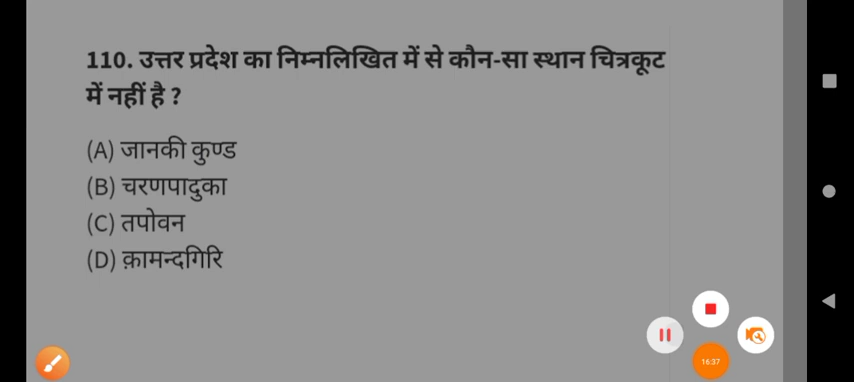 110. उत्तर प्रदेश का निम्नलिखित में से कौन-सा स्थान चित्रकूट
में नहीं है ?
(A) जानकी कुण्ड
(B) चरणपादुका
(C) तपोवन
(D) क़ामन्दगिरि
16:37